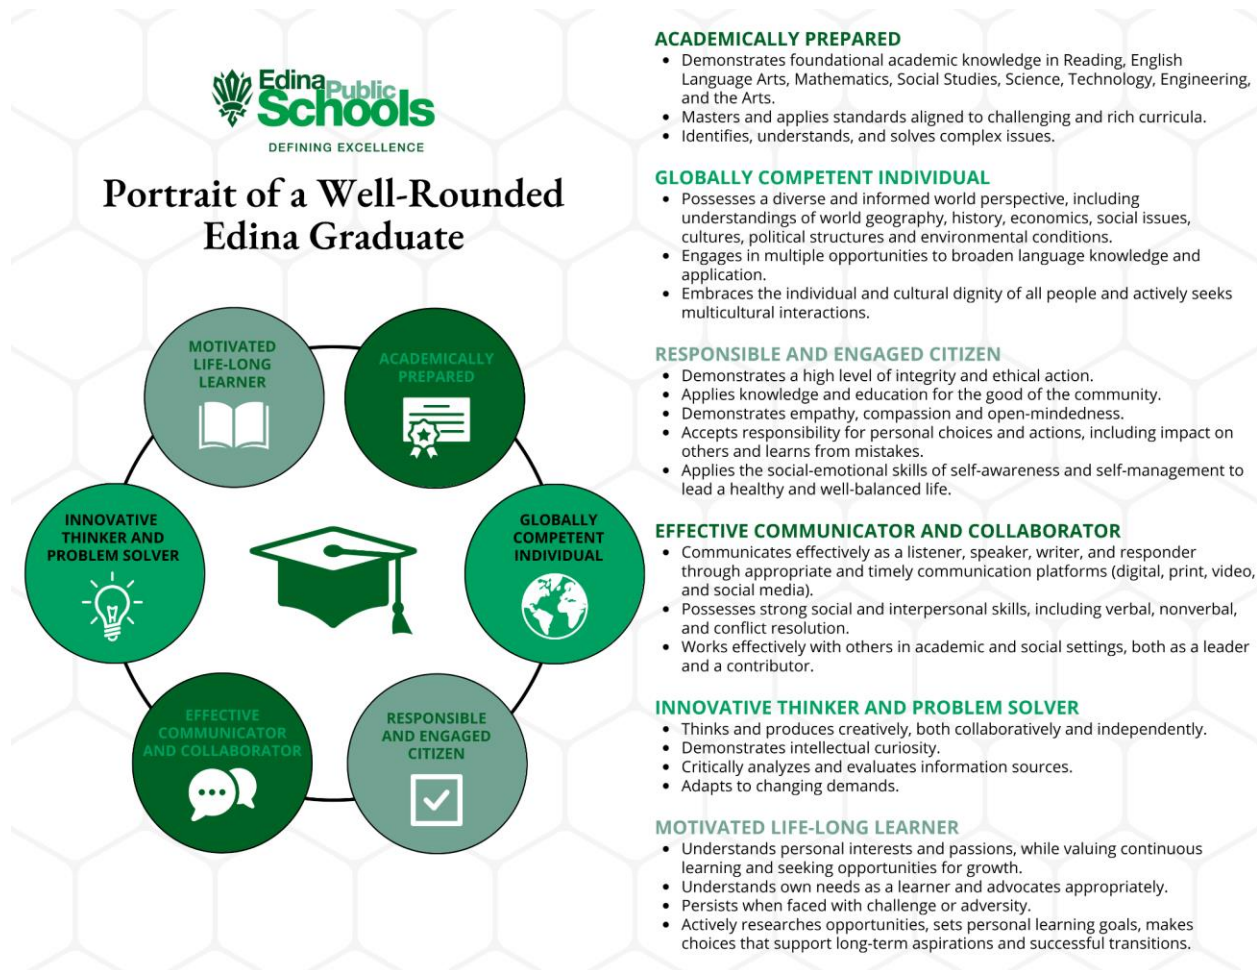 Edina Public
Schools
DEFINING EXCELLENCE
Portrait of a Well-Rounded
Edina Graduate
MOTIVATED
LIFE-LONG
LEARNER
ACADEMICALLY
PREPARED
INNOVATIVE
THINKER AND
PROBLEM SOLVER
GLOBALLY
COMPETENT
INDIVIDUAL
EFFECTIVE
COMMUNICATOR
AND COLLABORATOR
RESPONSIBLE
AND ENGAGED
CITIZEN
ACADEMICALLY PREPARED
• Demonstrates foundational academic knowledge in Reading, English
Language Arts, Mathematics, Social Studies, Science, Technology, Engineering,
and the Arts.
• Masters and applies standards aligned to challenging and rich curricula.
• Identifies, understands, and solves complex issues.
GLOBALLY COMPETENT INDIVIDUAL
• Possesses a diverse and informed world perspective, including
understandings of world geography, history, economics, social issues,
cultures, political structures and environmental conditions.
• Engages in multiple opportunities to broaden language knowledge and
application.
• Embraces the individual and cultural dignity of all people and actively seeks
multicultural interactions.
RESPONSIBLE AND ENGAGED CITIZEN
• Demonstrates a high level of integrity and ethical action.
• Applies knowledge and education for the good of the community.
• Demonstrates empathy, compassion and open-mindedness.
• Accepts responsibility for personal choices and actions, including impact on
others and learns from mistakes.
• Applies the social-emotional skills of self-awareness and self-management to
lead a healthy and well-balanced life.
EFFECTIVE COMMUNICATOR AND COLLABORATOR
• Communicates effectively as a listener, speaker, writer, and responder
through appropriate and timely communication platforms (digital, print, video,
and social media).
• Possesses strong social and interpersonal skills, including verbal, nonverbal,
and conflict resolution.
• Works effectively with others in academic and social settings, both as a leader
and a contributor.
INNOVATIVE THINKER AND PROBLEM SOLVER
• Thinks and produces creatively, both collaboratively and independently.
• Demonstrates intellectual curiosity.
• Critically analyzes and evaluates information sources.
• Adapts to changing demands.
MOTIVATED LIFE-LONG LEARNER
• Understands personal interests and passions, while valuing continuous
learning and seeking opportunities for growth.
• Understands own needs as a learner and advocates appropriately.
• Persists when faced with challenge or adversity.
• Actively researches opportunities, sets personal learning goals, makes
choices that support long-term aspirations and successful transitions.